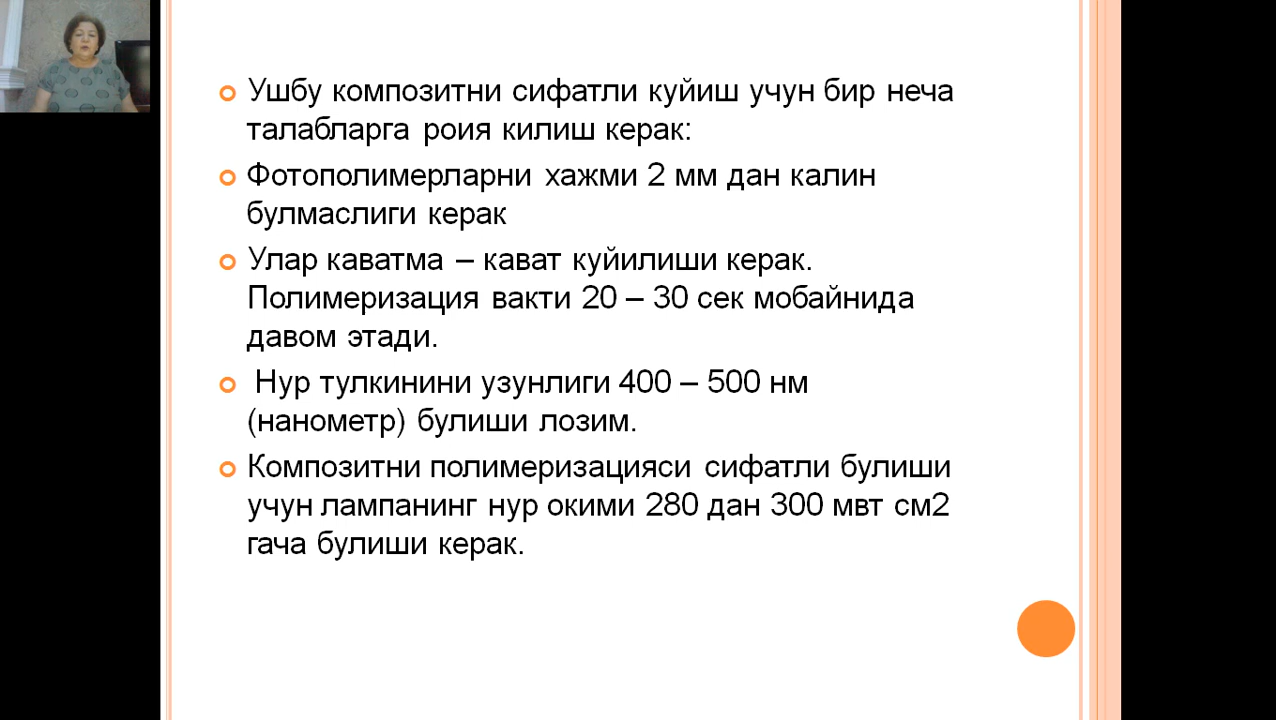 Ушбу композитни сифатли куйиш учун бир неча
талабларга роия килиш керак:
Фотополимерларни хажми 2 мм дан калин
булмаслиги керак
Улар каватма – кават куйилиши керак.
Полимеризация вакти 20 – 30 сек мобайнида
давом этади.
Нур тулкинини узунлиги 400 – 500 нм
(нанометр) булиши лозим.
Композитни полимеризацияси сифатли булиши
учун лампанинг нур окими 280 дан 300 мвт см2
гача булиши керак.